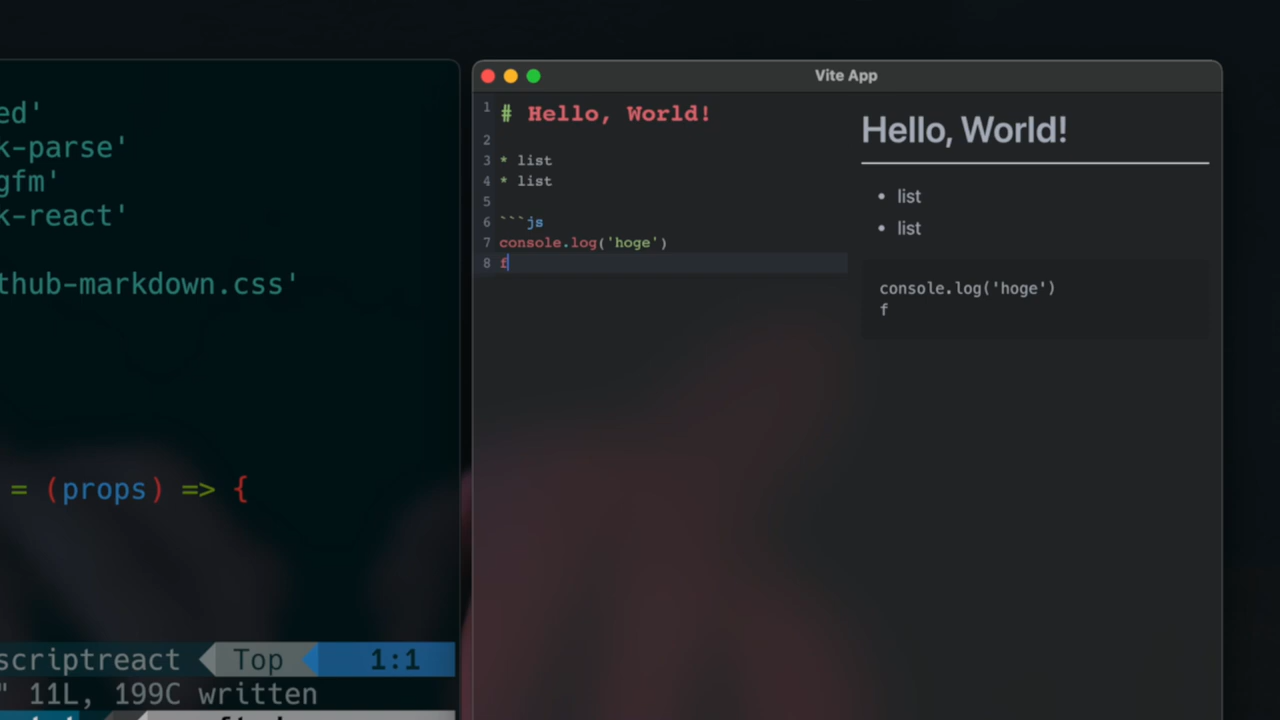 ed'
k-parse'
gfm'
k-react'
thub-markdown.css'
= (props) => {
scriptreact Top 1:1
" 11L, 199C written
Vite App
1 # Hello, World!
2
3 * list
4 * list
5
6 ```js
7 console.log('hoge')
8 f
Hello, World!
• list
• list
console.log('hoge')
f